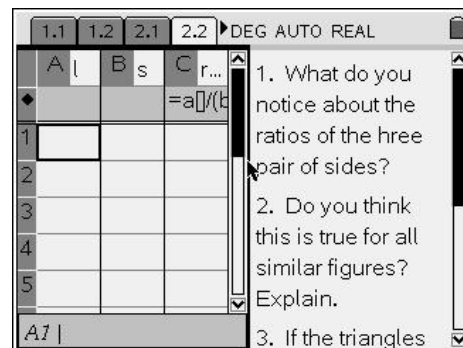 1.1 1.2 2.1 2.2 DEG AUTO REAL
A l B s C r...
=a[]/(b
1
2
3
4
5
A1
1. What do you
notice about the
ratios of the hree
pair of sides?
2. Do you think
this is true for all
similar figures?
Explain.
3. If the triangles